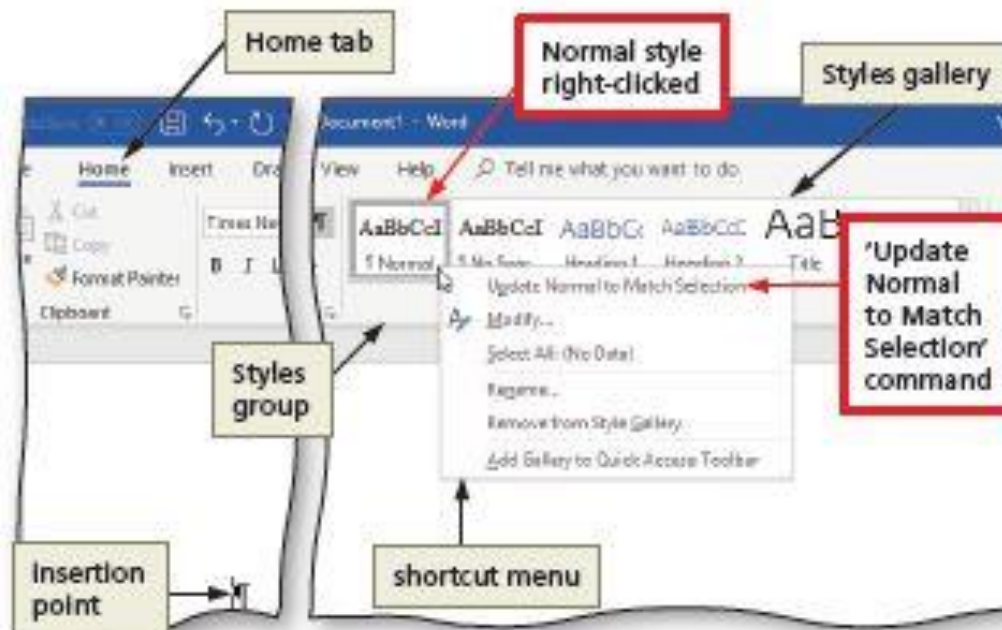 Home tab
Normal style
right-clicked
Styles gallery
Document1 - Word
Home Insert Dra View Help Tell me what you want to do
Cut
Copy
Format Painter
Clipboard
Times Ne
B I
AaBbCcI AaBbCcI AaBbCc AaBbCcC AaB
¶ Normal ¶ No Spac... Heading 1 Heading 2 Title
Update Normal to Match Selection
Modify...
Select All: (No Data)
Rename...
Remove from Style Gallery
Add Gallery to Quick Access Toolbar
'Update
Normal
to Match
Selection'
command
Styles
group
insertion
point
shortcut menu